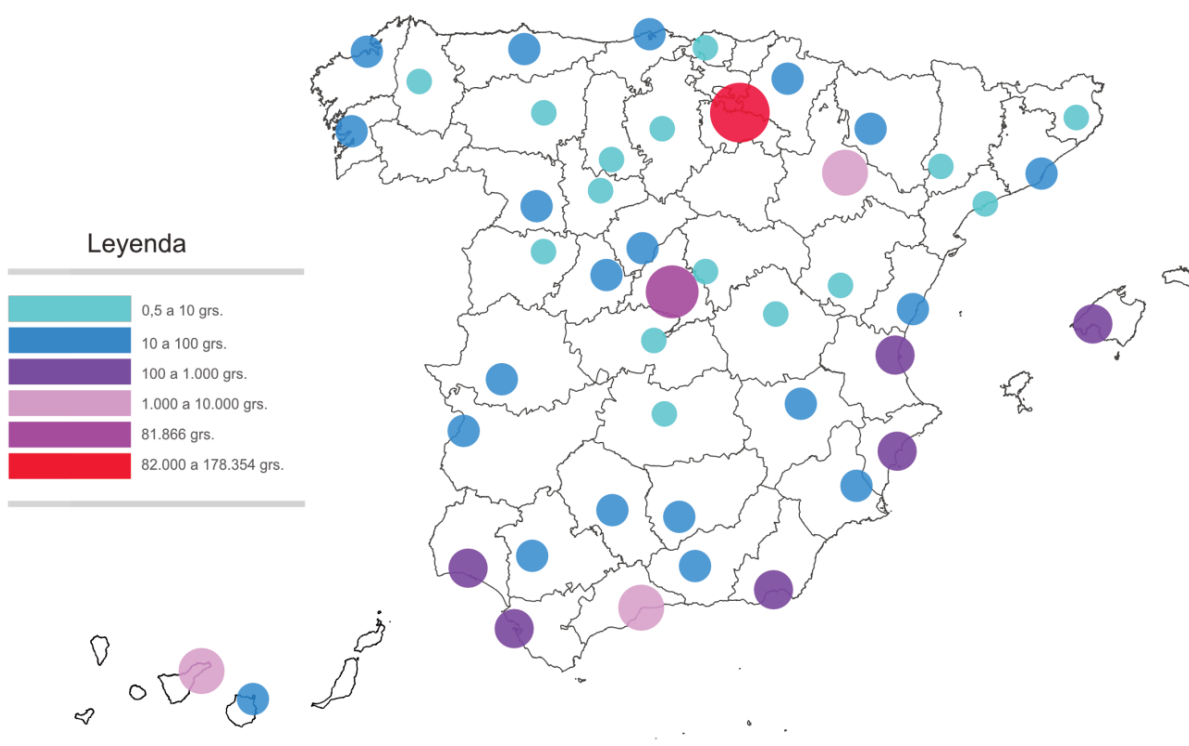 Leyenda
0,5 a 10 grs.
10 a 100 grs.
100 a 1.000 grs.
1.000 a 10.000 grs.
81.866 grs.
82.000 a 178.354 grs.